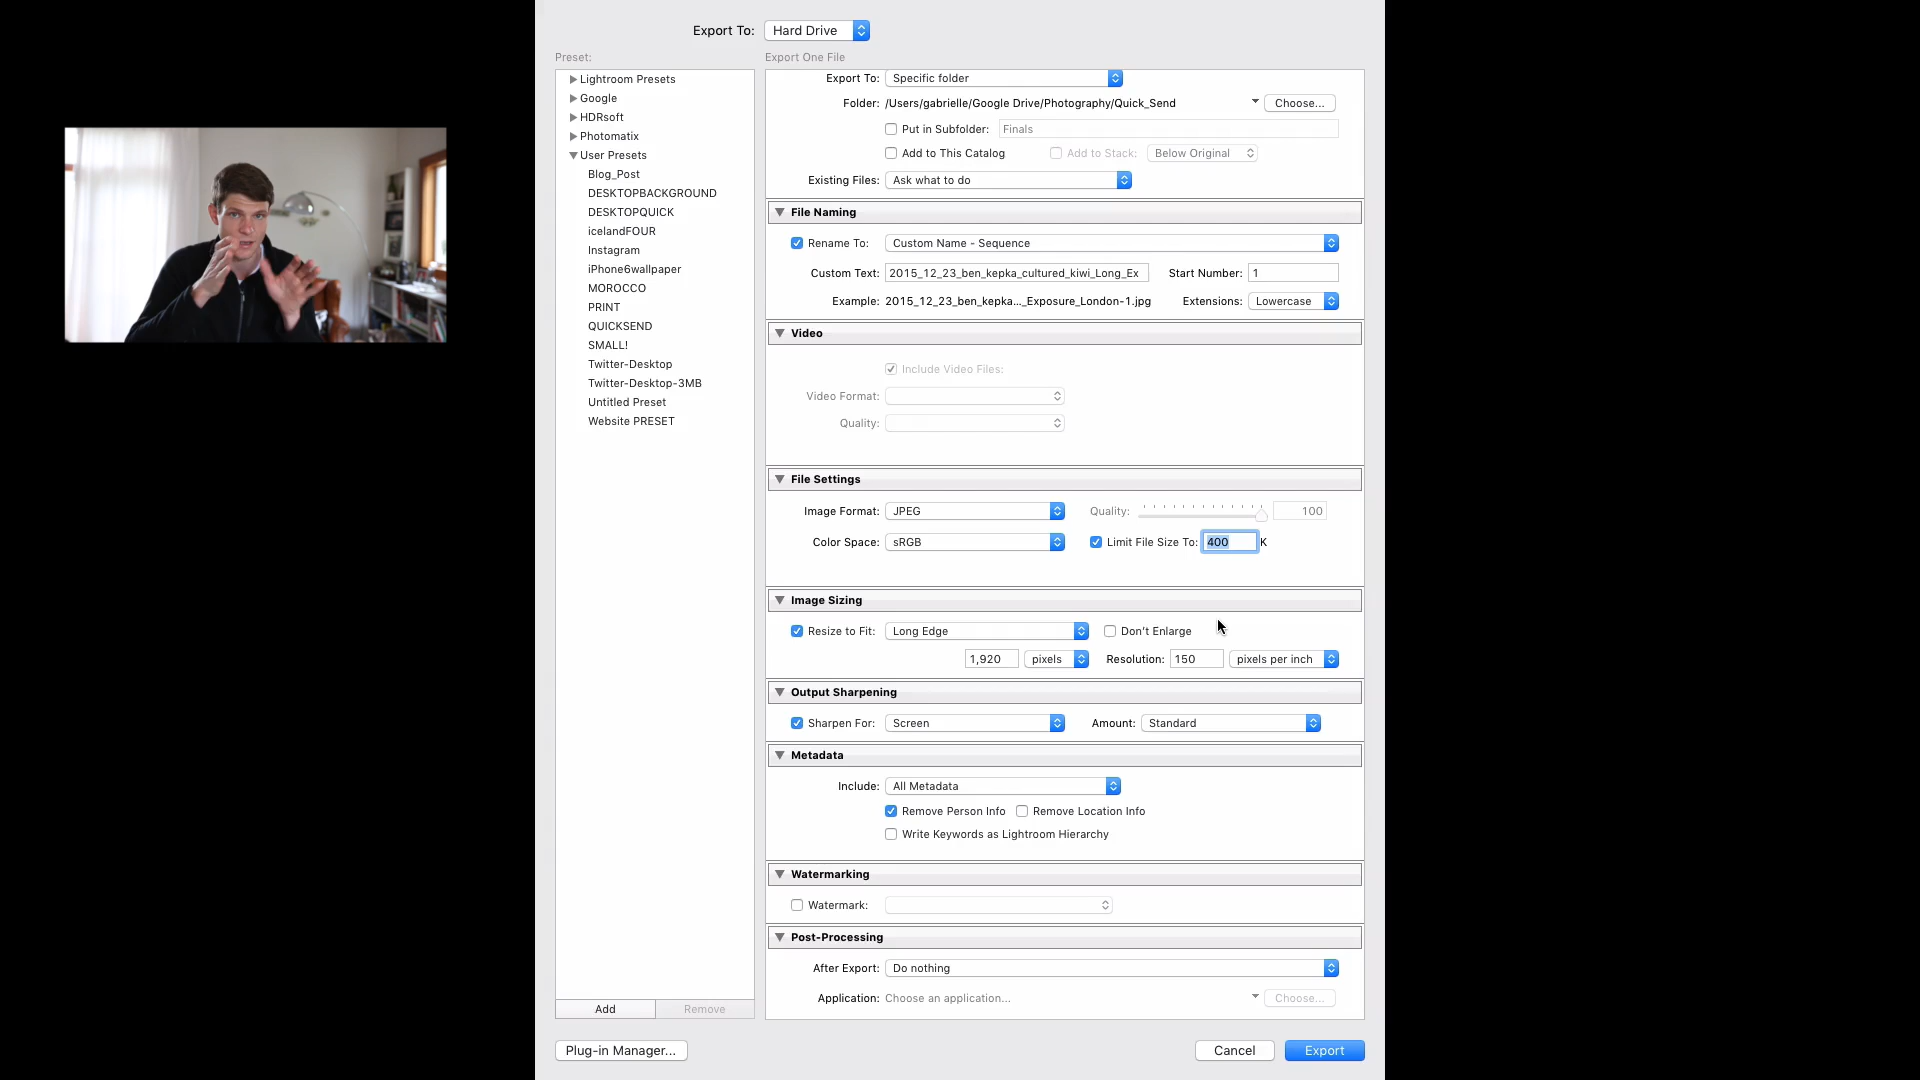 Export To: Hard Drive
Preset:
Export One File
Lightroom Presets
Google
HDRsoft
Photomatix
User Presets
Blog_Post
DESKTOPBACKGROUND
DESKTOPQUICK
icelandFOUR
Instagram
iPhone6wallpaper
MOROCCO
PRINT
QUICKSEND
SMALL!
Twitter-Desktop
Twitter-Desktop-3MB
Untitled Preset
Website PRESET
Add Remove
Export To: Specific folder
Folder: /Users/gabrielle/Google Drive/Photography/Quick_Send Choose...
Put in Subfolder: Finals
Add to This Catalog Add to Stack: Below Original
Existing Files: Ask what to do
File Naming
Rename To: Custom Name - Sequence
Custom Text: 2015_12_23_ben_kepka_cultured_kiwi_Long_Ex Start Number: 1
Example: 2015_12_23_ben_kepka..._Exposure_London-1.jpg Extensions: Lowercase
Video
Include Video Files:
Video Format:
Quality:
File Settings
Image Format: JPEG Quality: 100
Color Space: sRGB Limit File Size To: 400 K
Image Sizing
Resize to Fit: Long Edge Don't Enlarge
1,920 pixels Resolution: 150 pixels per inch
Output Sharpening
Sharpen For: Screen Amount: Standard
Metadata
Include: All Metadata
Remove Person Info Remove Location Info
Write Keywords as Lightroom Hierarchy
Watermarking
Watermark:
Post-Processing
After Export: Do nothing
Application: Choose an application... Choose...
Plug-in Manager... Cancel Export